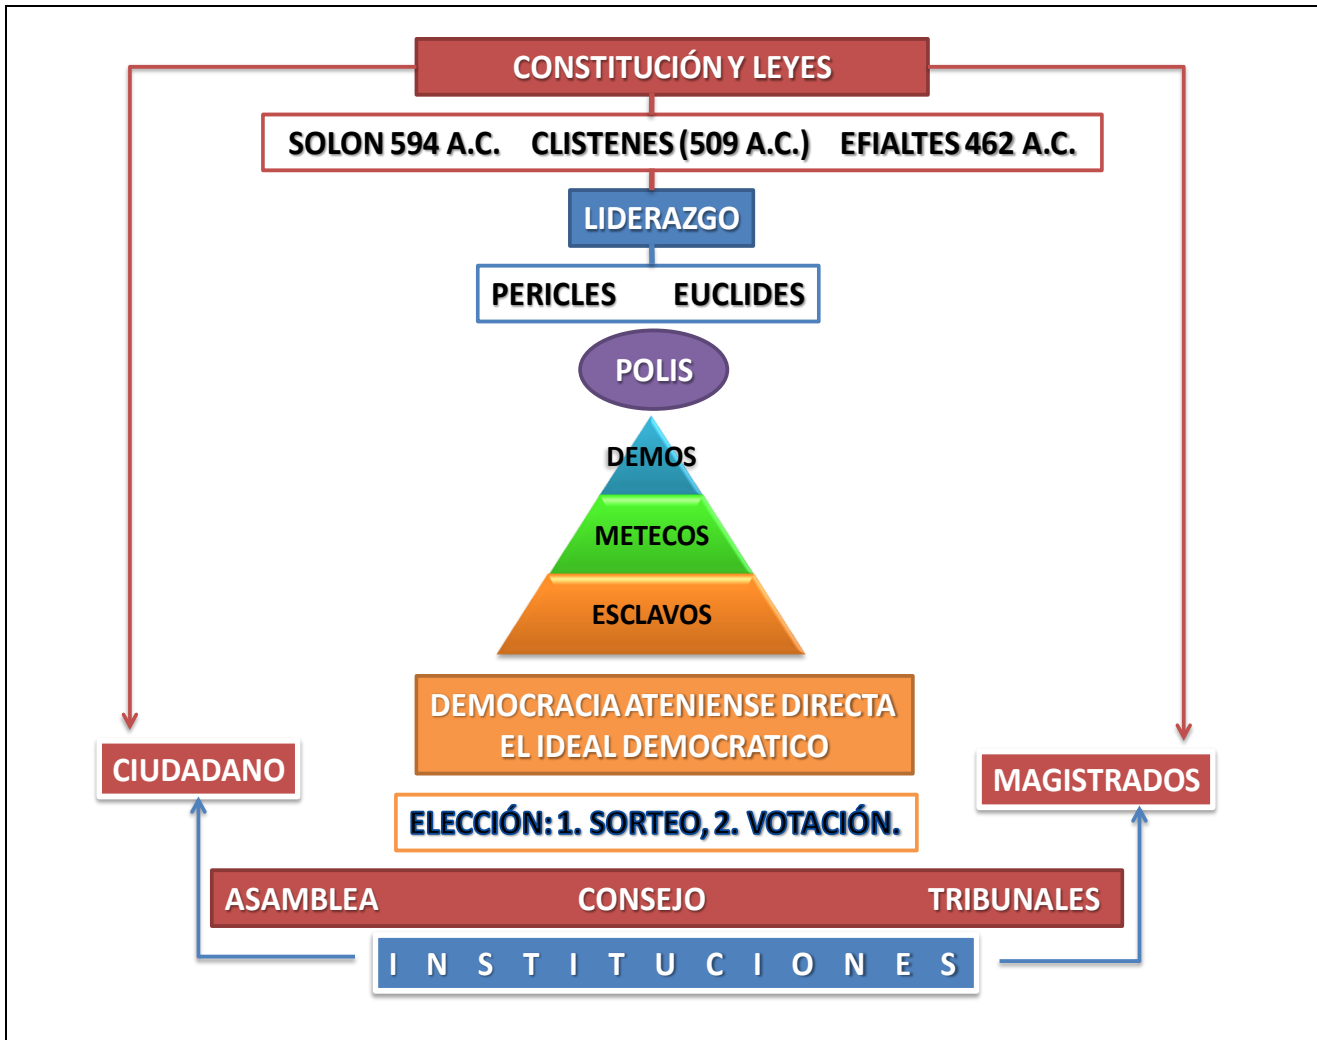 CONSTITUCIÓN Y LEYES
SOLON 594 A.C. CLISTENES (509 A.C.) EFIALTES 462 A.C.
LIDERAZGO
PERICLES EUCLIDES
POLIS
DEMOS
METECOS
ESCLAVOS
DEMOCRACIA ATENIENSE DIRECTA
EL IDEAL DEMOCRATICO
CIUDADANO
MAGISTRADOS
ELECCIÓN: 1. SORTEO, 2. VOTACIÓN.
ASAMBLEA CONSEJO TRIBUNALES
I N S T I T U C I O N E S